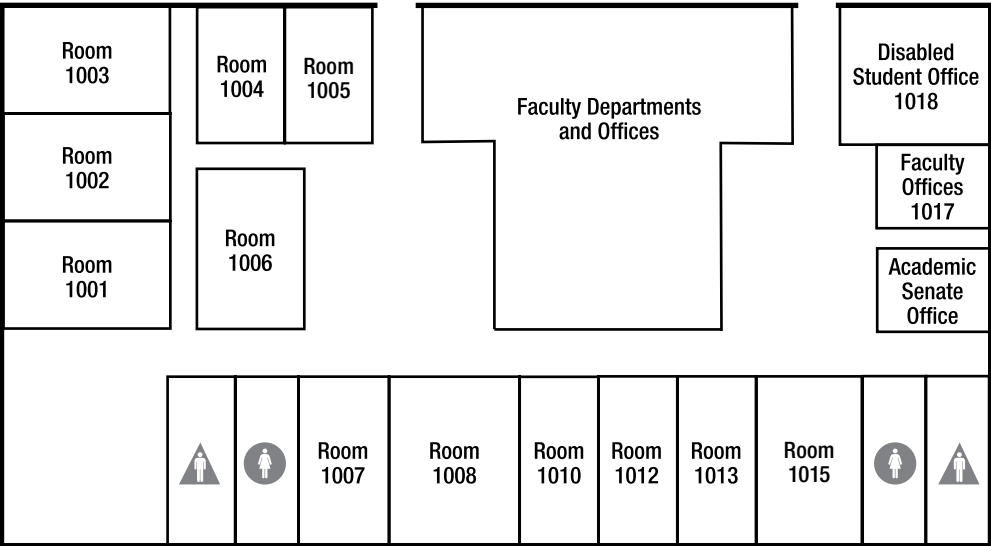 Room
1003
Room
1004
Room
1005
Faculty Departments
and Offices
Disabled
Student Office
1018
Room
1002
Faculty
Offices
1017
Room
1001
Room
1006
Academic
Senate
Office
Room
1007
Room
1008
Room
1010
Room
1012
Room
1013
Room
1015